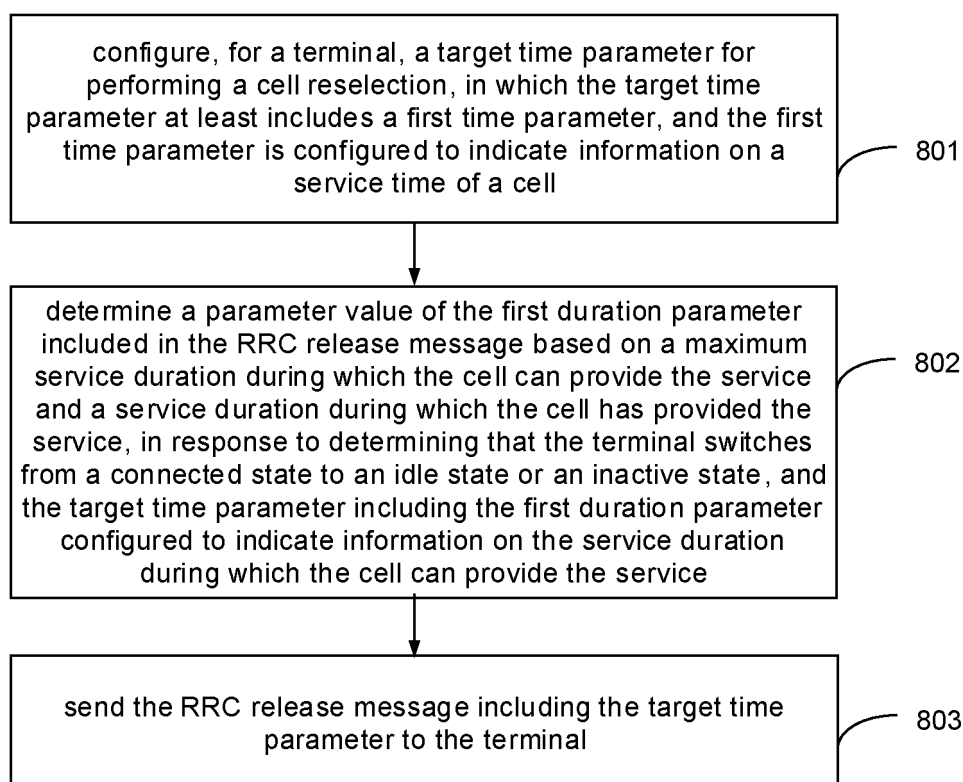 configure, for a terminal, a target time parameter for
performing a cell reselection, in which the target time
parameter at least includes a first time parameter, and the first
time parameter is configured to indicate information on a
service time of a cell
801
determine a parameter value of the first duration parameter
included in the RRC release message based on a maximum
service duration during which the cell can provide the service
and a service duration during which the cell has provided the
service, in response to determining that the terminal switches
from a connected state to an idle state or an inactive state, and
the target time parameter including the first duration parameter
configured to indicate information on the service duration
during which the cell can provide the service
802
send the RRC release message including the target time
parameter to the terminal
803